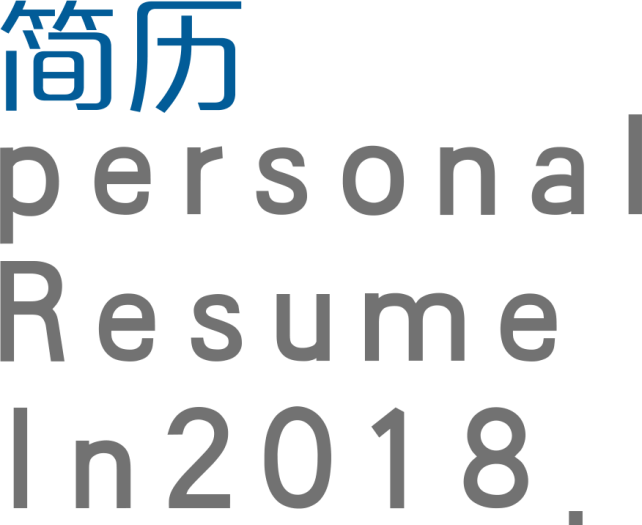 简历
personal
Resume
In2018.